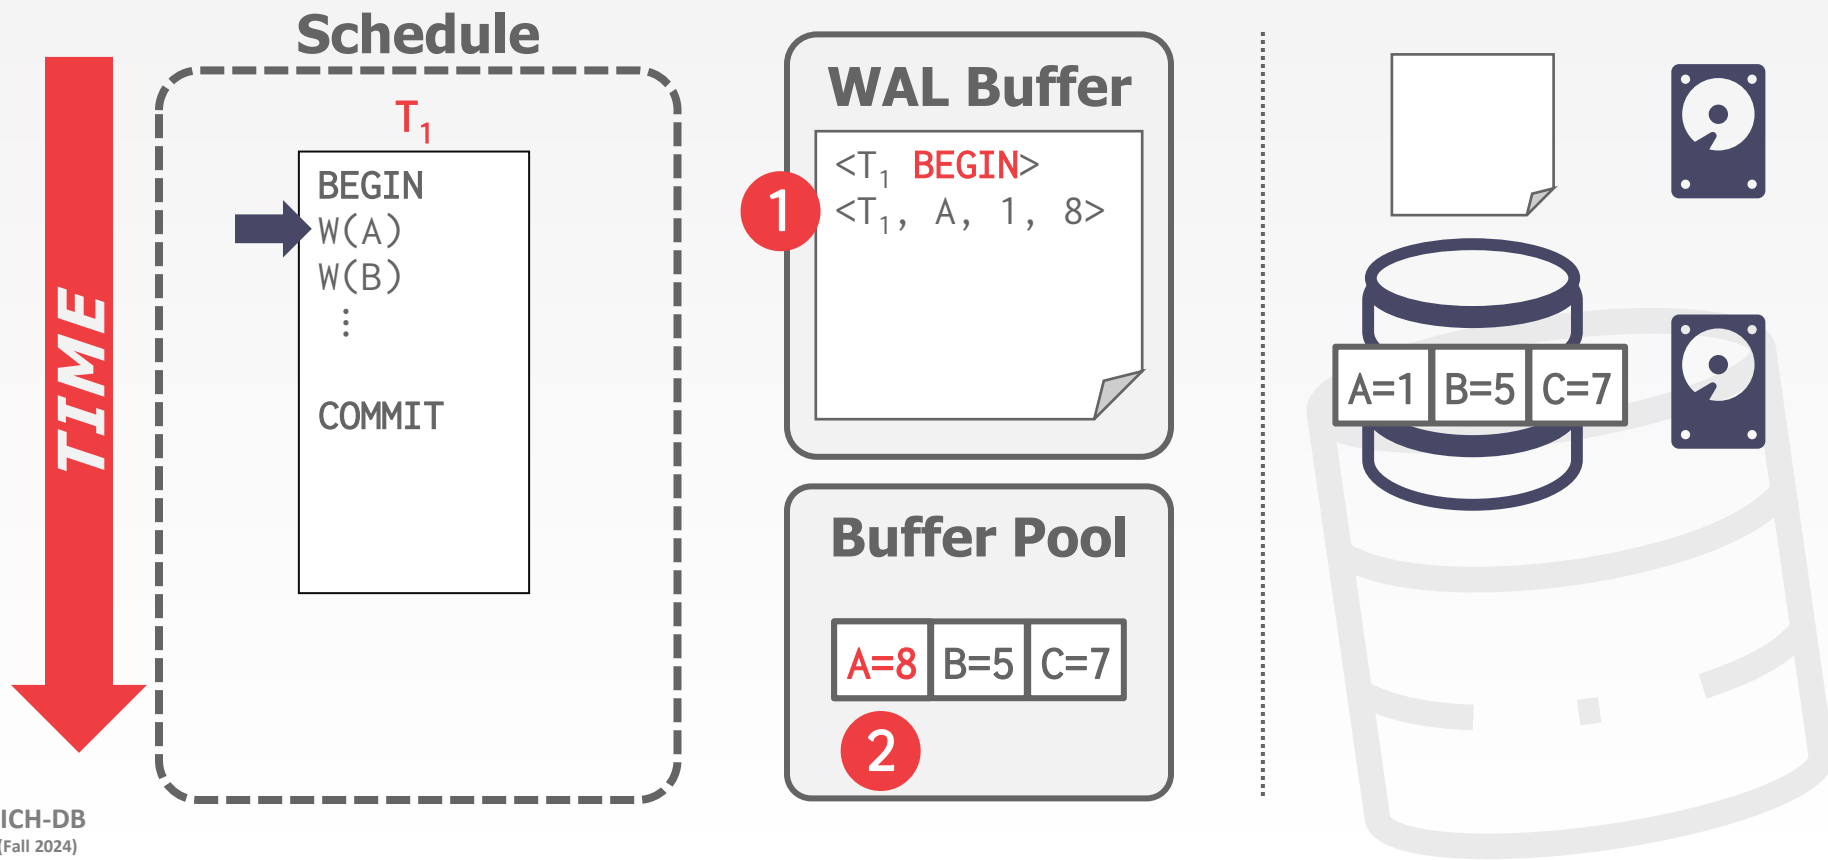 Schedule
TIME
T1
BEGIN
W(A)
W(B)
⋮
COMMIT
WAL Buffer
1
<T1 BEGIN>
<T1, A, 1, 8>
Buffer Pool
A=8 B=5 C=7
2
A=1 B=5 C=7
ICH-DB
(Fall 2024)